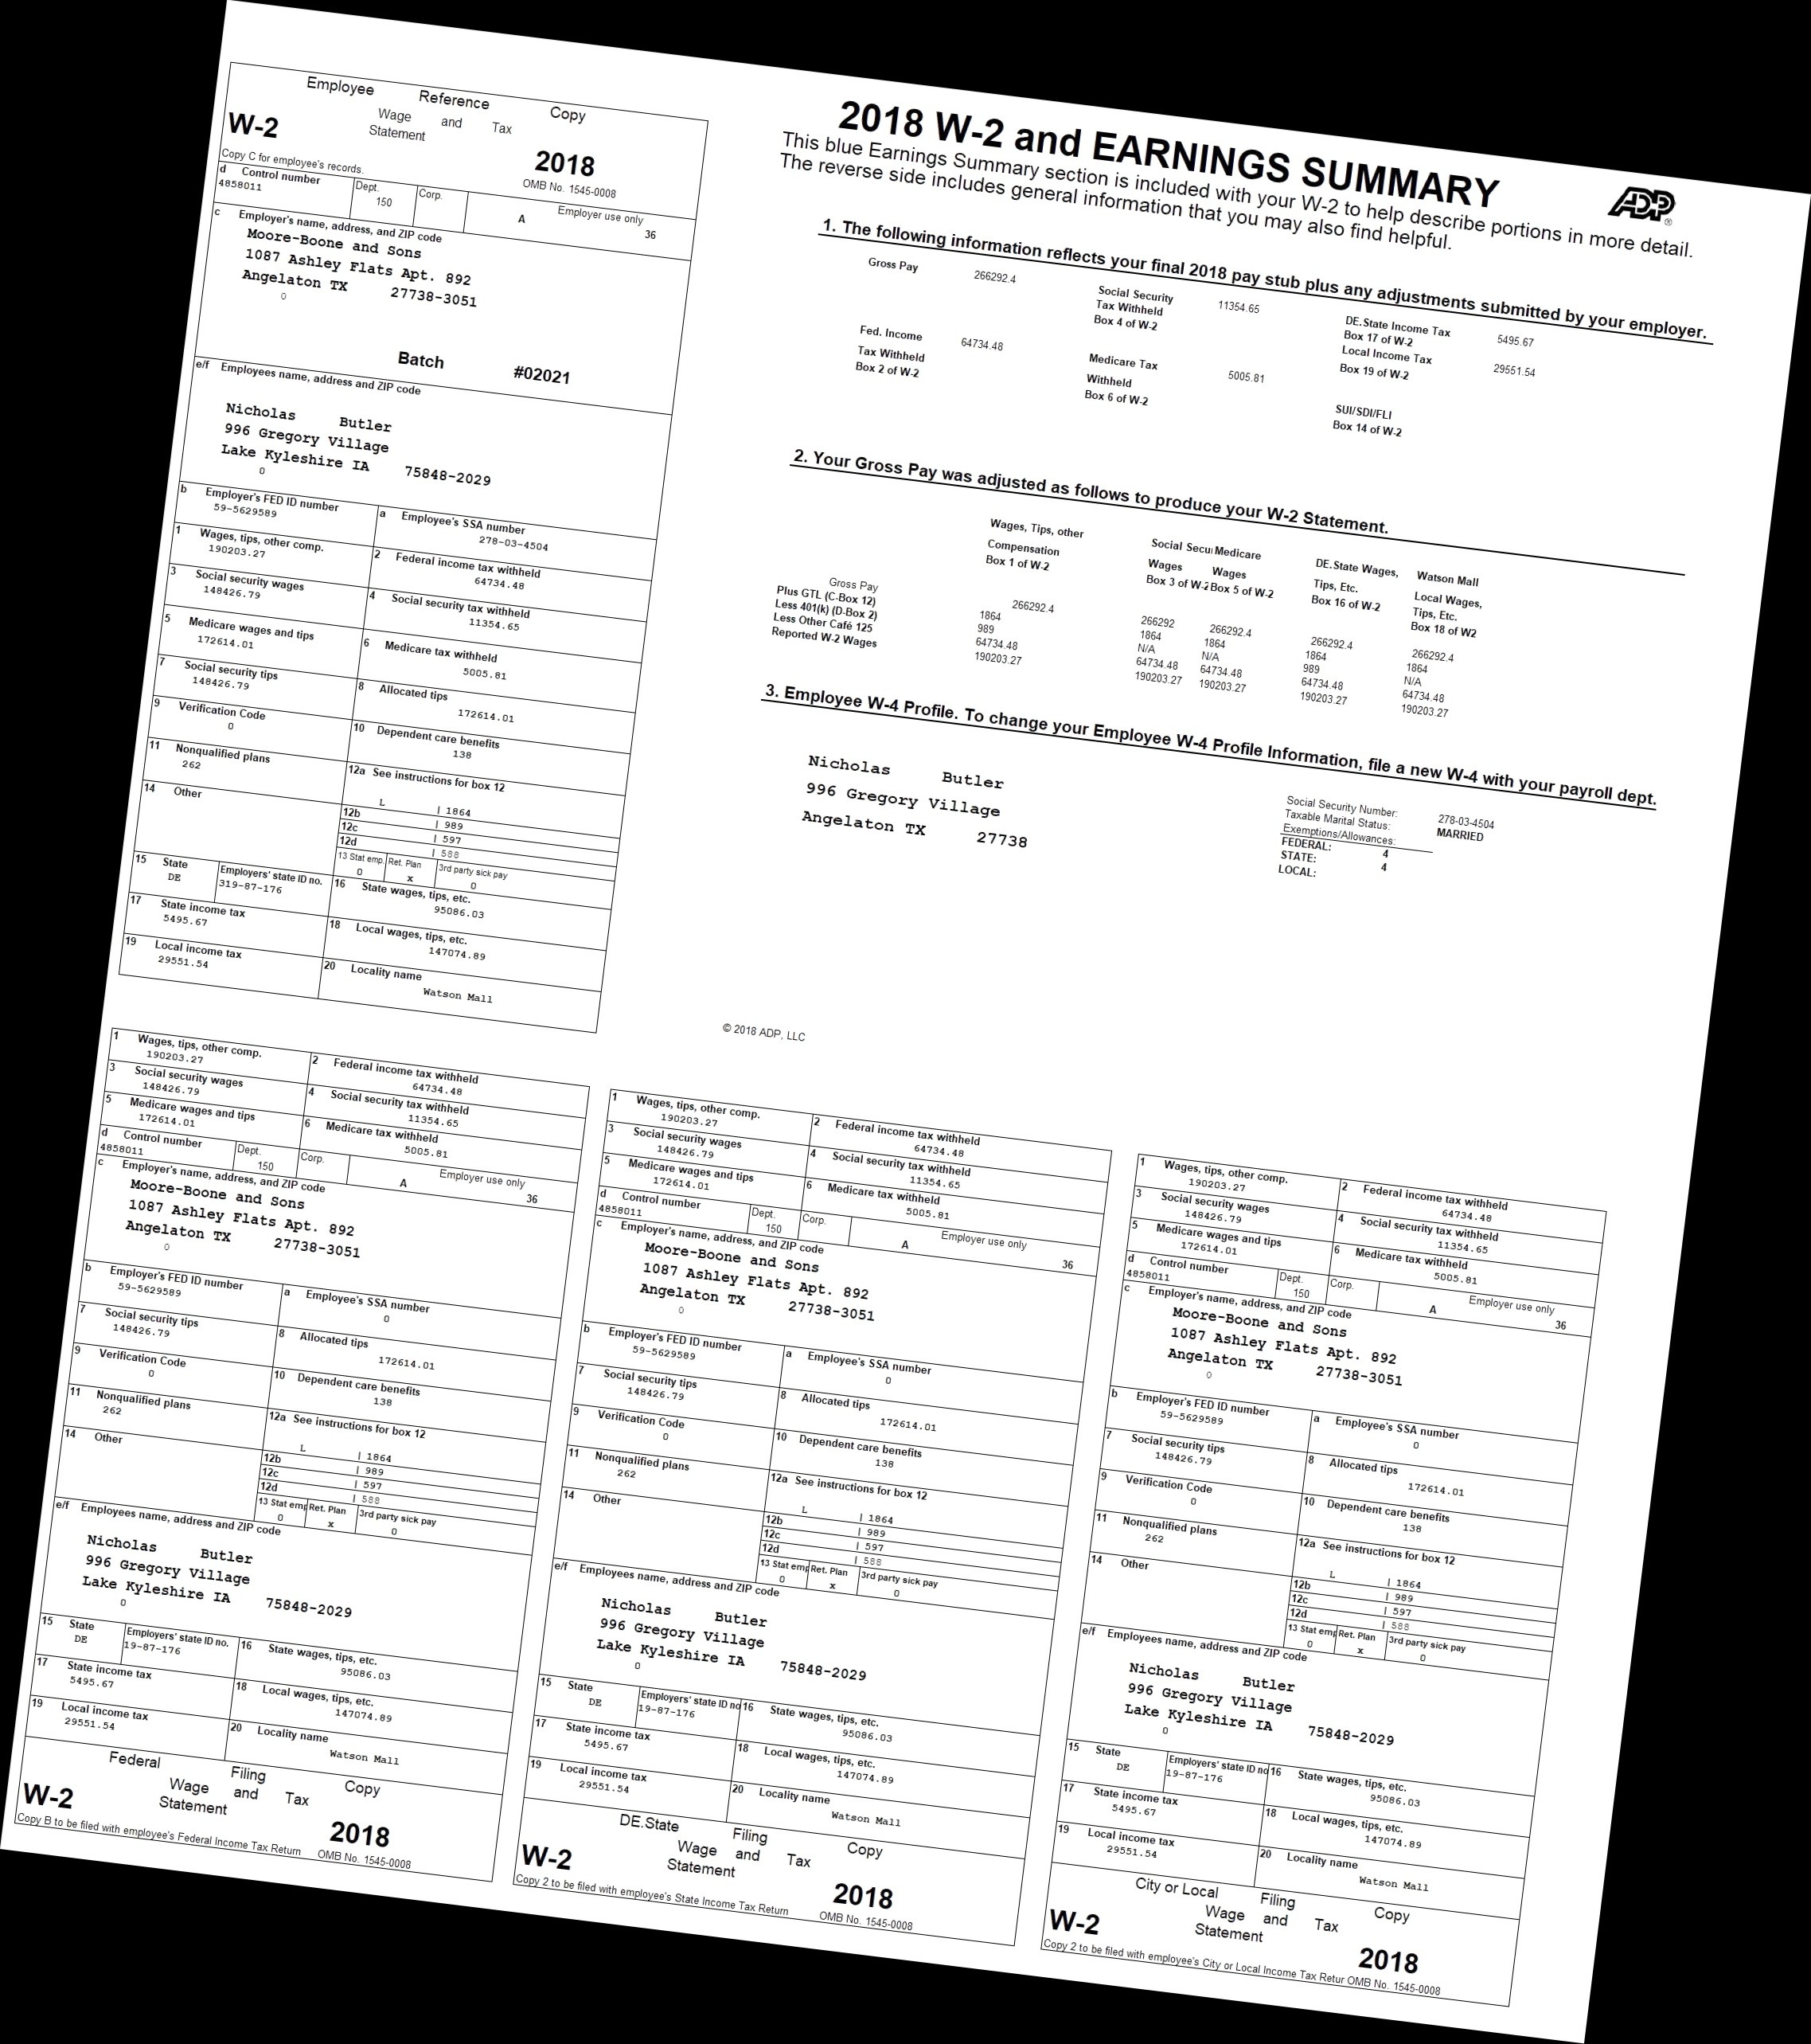 Employee Reference Copy
W-2 Wage and Tax
Statement 2018
Copy C for employee's records. OMB No. 1545-0008
d Control number Dept. Corp. Employer use only
4858011 150 A 36
c Employer's name, address, and ZIP code
Moore-Boone and Sons
1087 Ashley Flats Apt. 892
Angelaton TX 27738-3051
0
Batch #02021
e/f Employees name, address and ZIP code
Nicholas Butler
996 Gregory Village
Lake Kyleshire IA 75848-2029
0
b Employer's FED ID number a Employee's SSA number
59-5629589 278-03-4504
1 Wages, tips, other comp. 2 Federal income tax withheld
190203.27 64734.48
3 Social security wages 4 Social security tax withheld
148426.79 11354.65
5 Medicare wages and tips 6 Medicare tax withheld
172614.01 5005.81
7 Social security tips 8 Allocated tips
148426.79 172614.01
9 Verification Code 10 Dependent care benefits
0 138
11 Nonqualified plans 12a See instructions for box 12
262 L | 1864
14 Other 12b | 989
12c | 597
12d | 588
13 Stat emp. Ret. Plan 3rd party sick pay
0 x 0
15 State Employers' state ID no. 16 State wages, tips, etc.
DE 319-87-176 95086.03
17 State income tax 18 Local wages, tips, etc.
5495.67 147074.89
19 Local income tax 20 Locality name
29551.54 Watson Mall
2018 W-2 and EARNINGS SUMMARY
ADP®
This blue Earnings Summary section is included with your W-2 to help describe portions in more detail.
The reverse side includes general information that you may also find helpful.
1. The following information reflects your final 2018 pay stub plus any adjustments submitted by your employer.
Gross Pay 266292.4 Social Security 11354.65 DE.State Income Tax 5495.67
Tax Withheld Box 17 of W-2
Box 4 of W-2 Local Income Tax 29551.54
Fed. Income 64734.48 Box 19 of W-2
Tax Withheld Medicare Tax 5005.81
Box 2 of W-2 Withheld SUI/SDI/FLI
Box 6 of W-2 Box 14 of W-2
2. Your Gross Pay was adjusted as follows to produce your W-2 Statement.
Wages, Tips, other Social Secu Medicare DE.State Wages, Watson Mall
Compensation Wages Wages Tips, Etc. Local Wages,
Box 1 of W-2 Box 3 of W-2 Box 5 of W-2 Box 16 of W-2 Tips, Etc.
Box 18 of W2
Gross Pay 266292.4 266292 266292.4 266292.4 266292.4
Plus GTL (C-Box 12) 1864 1864 1864 1864 1864
Less 401(k) (D-Box 2) 989 N/A N/A 989 N/A
Less Other Café 125 64734.48 64734.48 64734.48 64734.48 64734.48
Reported W-2 Wages 190203.27 190203.27 190203.27 190203.27 190203.27
3. Employee W-4 Profile. To change your Employee W-4 Profile Information, file a new W-4 with your payroll dept.
Nicholas Butler
996 Gregory Village
Angelaton TX 27738
Social Security Number: 278-03-4504
Taxable Marital Status: MARRIED
Exemptions/Allowances:
FEDERAL: 4
STATE: 4
LOCAL:
© 2018 ADP, LLC
1 Wages, tips, other comp. 2 Federal income tax withheld
190203.27 64734.48
3 Social security wages 4 Social security tax withheld
148426.79 11354.65
5 Medicare wages and tips 6 Medicare tax withheld
172614.01 5005.81
d Control number Dept. Corp. Employer use only
4858011 150 A 36
c Employer's name, address, and ZIP code
Moore-Boone and Sons
1087 Ashley Flats Apt. 892
Angelaton TX 27738-3051
0
b Employer's FED ID number a Employee's SSA number
59-5629589 0
7 Social security tips 8 Allocated tips
148426.79 172614.01
9 Verification Code 10 Dependent care benefits
0 138
11 Nonqualified plans 12a See instructions for box 12
262 L | 1864
14 Other 12b | 989
12c | 597
12d | 588
13 Stat emp Ret. Plan 3rd party sick pay
0 x 0
e/f Employees name, address and ZIP code
Nicholas Butler
996 Gregory Village
Lake Kyleshire IA 75848-2029
0
15 State Employers' state ID no. 16 State wages, tips, etc.
DE 19-87-176 95086.03
17 State income tax 18 Local wages, tips, etc.
5495.67 147074.89
19 Local income tax 20 Locality name
29551.54 Watson Mall
Federal Filing Copy
W-2 Wage and Tax
Statement 2018
Copy B to be filed with employee's Federal Income Tax Return OMB No. 1545-0008
1 Wages, tips, other comp. 2 Federal income tax withheld
190203.27 64734.48
3 Social security wages 4 Social security tax withheld
148426.79 11354.65
5 Medicare wages and tips 6 Medicare tax withheld
172614.01 5005.81
d Control number Dept. Corp. Employer use only
4858011 150 A 36
c Employer's name, address, and ZIP code
Moore-Boone and Sons
1087 Ashley Flats Apt. 892
Angelaton TX 27738-3051
0
b Employer's FED ID number a Employee's SSA number
59-5629589 0
7 Social security tips 8 Allocated tips
148426.79 172614.01
9 Verification Code 10 Dependent care benefits
0 138
11 Nonqualified plans 12a See instructions for box 12
262 L | 1864
14 Other 12b | 989
12c | 597
12d | 588
13 Stat emp Ret. Plan 3rd party sick pay
0 x 0
e/f Employees name, address and ZIP code
Nicholas Butler
996 Gregory Village
Lake Kyleshire IA 75848-2029
0
15 State Employers' state ID no 16 State wages, tips, etc.
DE 19-87-176 95086.03
17 State income tax 18 Local wages, tips, etc.
5495.67 147074.89
19 Local income tax 20 Locality name
29551.54 Watson Mall
DE.State Filing Copy
W-2 Wage and Tax
Statement 2018
Copy 2 to be filed with employee's State Income Tax Return OMB No. 1545-0008
1 Wages, tips, other comp. 2 Federal income tax withheld
190203.27 64734.48
3 Social security wages 4 Social security tax withheld
148426.79 11354.65
5 Medicare wages and tips 6 Medicare tax withheld
172614.01 5005.81
d Control number Dept. Corp. Employer use only
4858011 150 A 36
c Employer's name, address, and ZIP code
Moore-Boone and Sons
1087 Ashley Flats Apt. 892
Angelaton TX 27738-3051
0
b Employer's FED ID number a Employee's SSA number
59-5629589 0
7 Social security tips 8 Allocated tips
148426.79 172614.01
9 Verification Code 10 Dependent care benefits
0 138
11 Nonqualified plans 12a See instructions for box 12
262 L | 1864
14 Other 12b | 989
12c | 597
12d | 588
13 Stat emp Ret. Plan 3rd party sick pay
0 x 0
e/f Employees name, address and ZIP code
Nicholas Butler
996 Gregory Village
Lake Kyleshire IA 75848-2029
0
15 State Employers' state ID no 16 State wages, tips, etc.
DE 19-87-176 95086.03
17 State income tax 18 Local wages, tips, etc.
5495.67 147074.89
19 Local income tax 20 Locality name
29551.54 Watson Mall
City or Local Filing Copy
W-2 Wage and Tax
Statement 2018
Copy 2 to be filed with employee's City or Local Income Tax Retur OMB No. 1545-0008